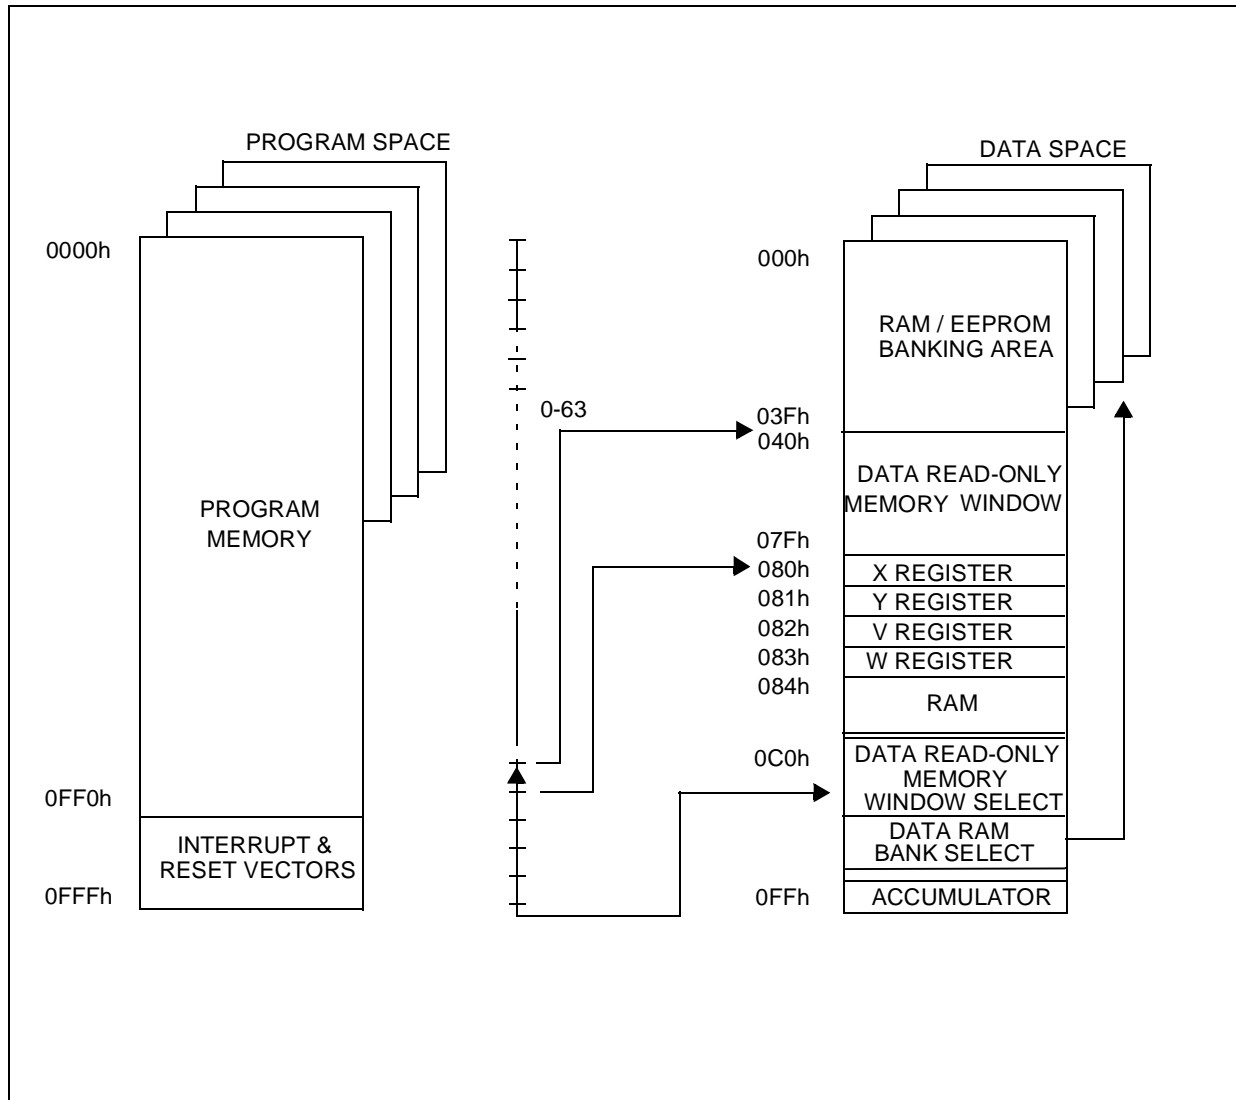 PROGRAM SPACE
0000h
PROGRAM
MEMORY
0FF0h
INTERRUPT &
RESET VECTORS
0FFFh
0-63
DATA SPACE
000h
RAM / EEPROM
BANKING AREA
03Fh
040h
DATA READ-ONLY
MEMORY WINDOW
07Fh
080h
X REGISTER
081h
Y REGISTER
082h
V REGISTER
083h
W REGISTER
084h
RAM
0C0h
DATA READ-ONLY
MEMORY
WINDOW SELECT
DATA RAM
BANK SELECT
0FFh
ACCUMULATOR